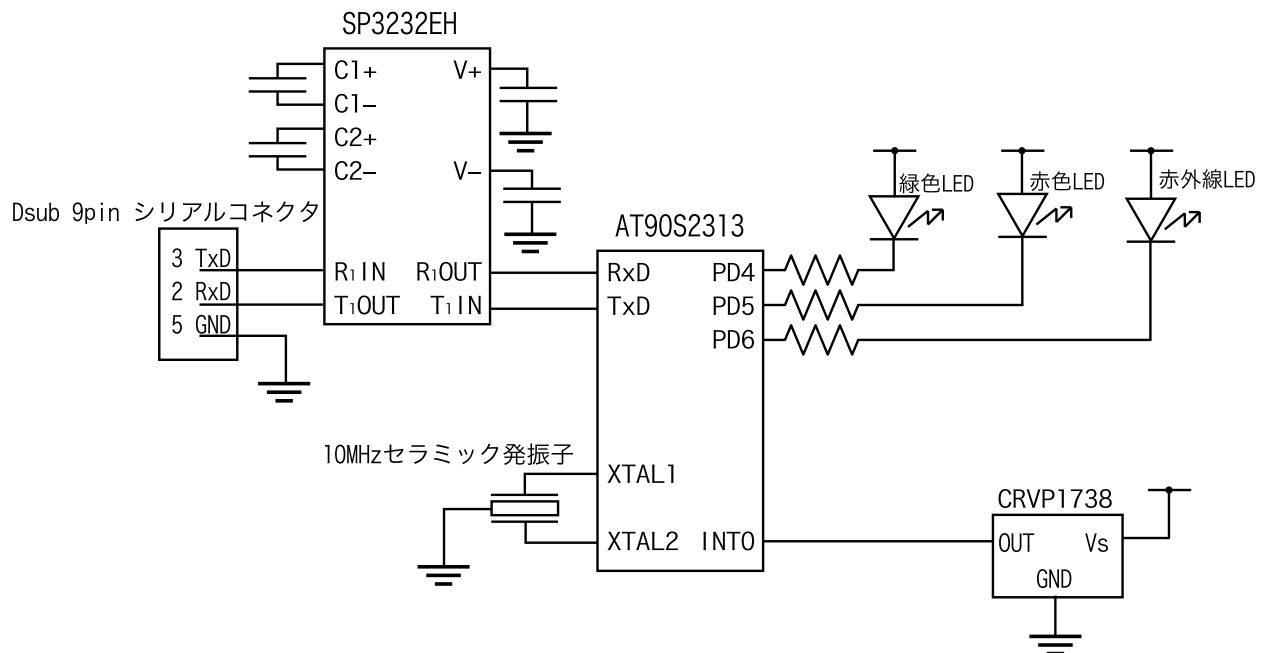 SP3232EH
C1+
V+
C1−
C2+
C2−
V−
Dsub 9pin シリアルコネクタ
3 TxD
2 RxD
5 GND
R1IN R1OUT
T1OUT T1IN
AT90S2313
RxD
TxD
PD4
PD5
PD6
緑色LED
赤色LED
赤外線LED
10MHzセラミック発振子
XTAL1
XTAL2 INT0
CRVP1738
OUT Vs
GND